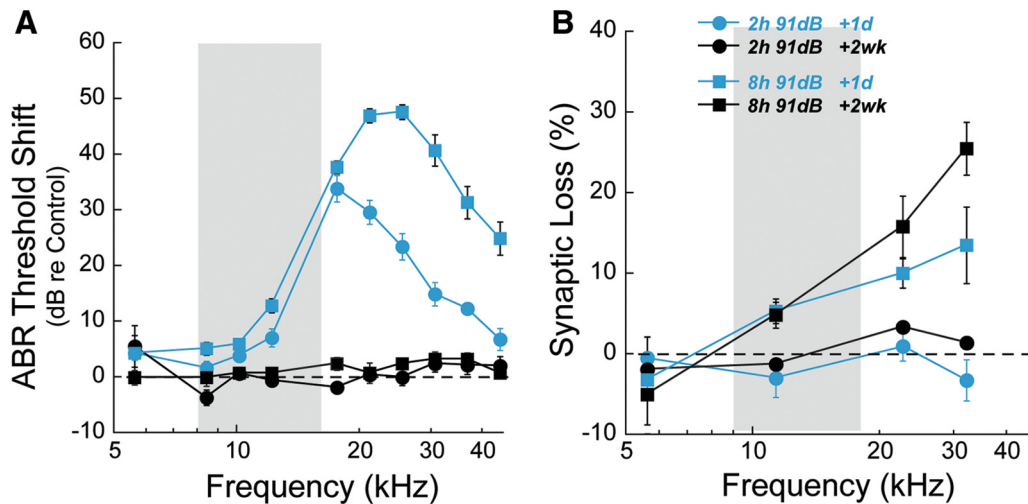 A
60
50
40
30
20
10
0
-10
ABR Threshold Shift
(dB re Control)
5
10
20
30
40
Frequency (kHz)
B
2h 91dB +1d
2h 91dB +2wk
8h 91dB +1d
8h 91dB +2wk
40
30
20
10
0
-10
Synaptic Loss (%)
5
10
20
30
40
Frequency (kHz)